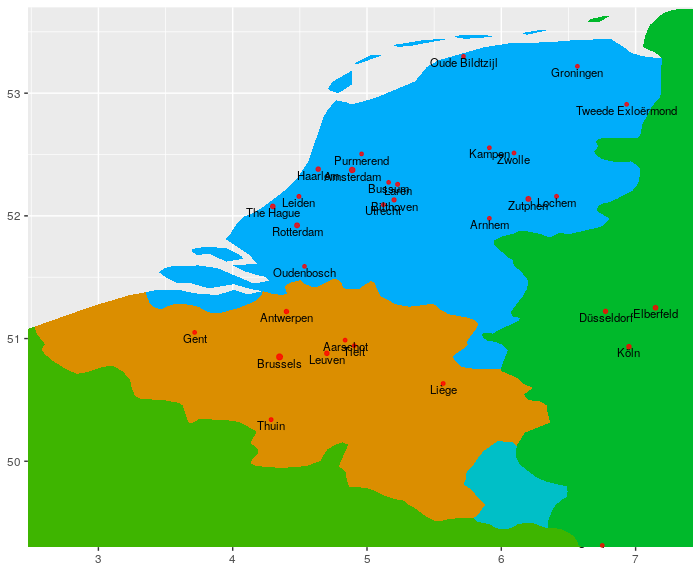 Oude Bildtzijl
Groningen
53
Tweede Exloërmond
Purmerend
Kampen
Zwolle
Haarlem
Amsterdam
Bussum
Laren
Leiden
Bilthoven
Utrecht
Zutphen
Lochem
The Hague
52
Arnhem
Rotterdam
Oudenbosch
Antwerpen
Düsseldorf
Elberfeld
51
Gent
Aarschot
Tielt
Köln
Leuven
Brussels
Liege
Thuin
50
3
4
5
6
7